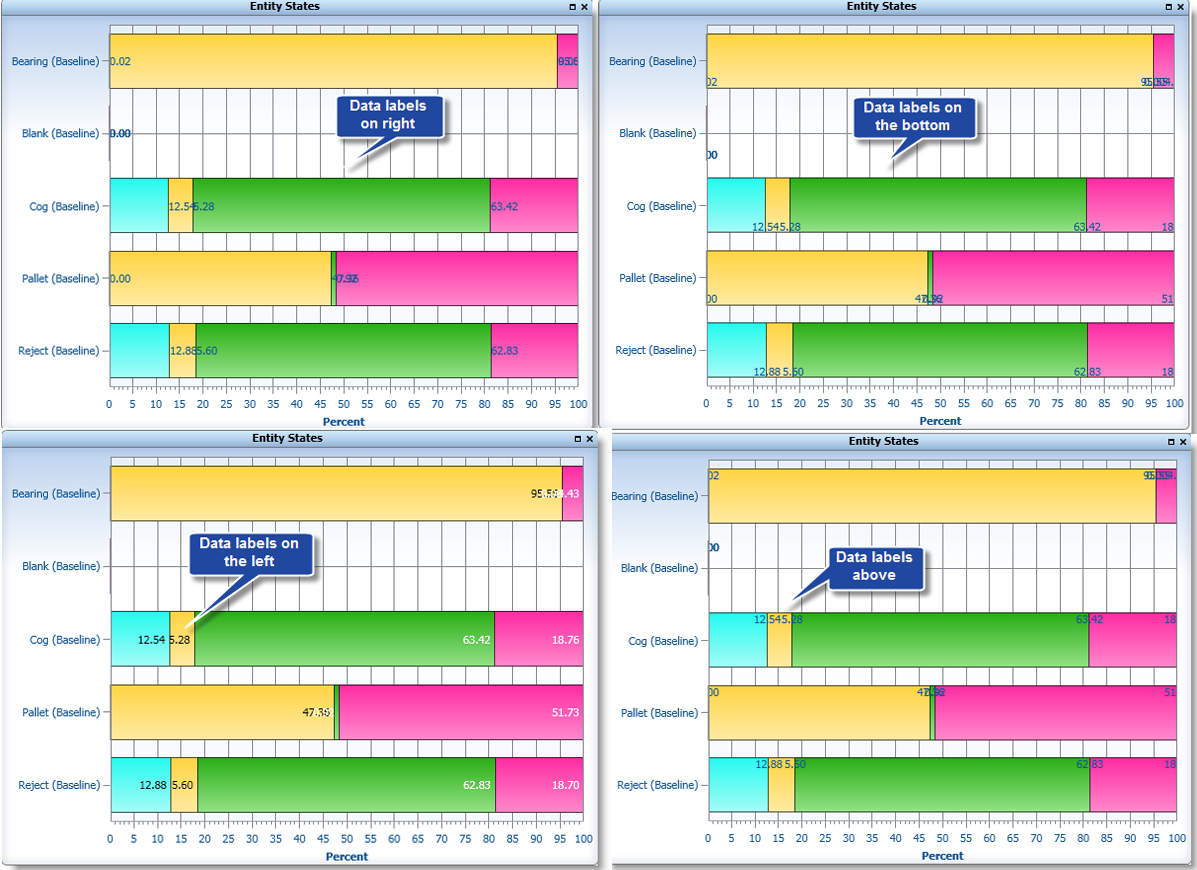 Entity States
Bearing (Baseline)
0.02
Data labels
on right
Blank (Baseline)
0.00
Cog (Baseline)
12.54 5.28 63.42
Pallet (Baseline)
0.00
Reject (Baseline)
12.88 5.60 62.83
0 5 10 15 20 25 30 35 40 45 50 55 60 65 70 75 80 85 90 95 100
Percent
Entity States
Bearing (Baseline)
02
Data labels on
the bottom
Blank (Baseline)
00
Cog (Baseline)
12.54 5.28 63.42 18
Pallet (Baseline)
00 51
Reject (Baseline)
12.88 5.60 62.83 18
0 5 10 15 20 25 30 35 40 45 50 55 60 65 70 75 80 85 90 95 100
Percent
Entity States
Bearing (Baseline)
Data labels on
the left
Blank (Baseline)
Cog (Baseline)
12.54 5.28 63.42 18.76
Pallet (Baseline)
51.73
Reject (Baseline)
12.88 5.60 62.83 18.70
0 5 10 15 20 25 30 35 40 45 50 55 60 65 70 75 80 85 90 95 100
Percent
Entity States
02
Bearing (Baseline)
00
Data labels
above
Blank (Baseline)
12.54 5.28 63.42 18
Cog (Baseline)
00 51
Pallet (Baseline)
12.88 5.60 62.83 18
Reject (Baseline)
0 5 10 15 20 25 30 35 40 45 50 55 60 65 70 75 80 85 90 95 100
Percent